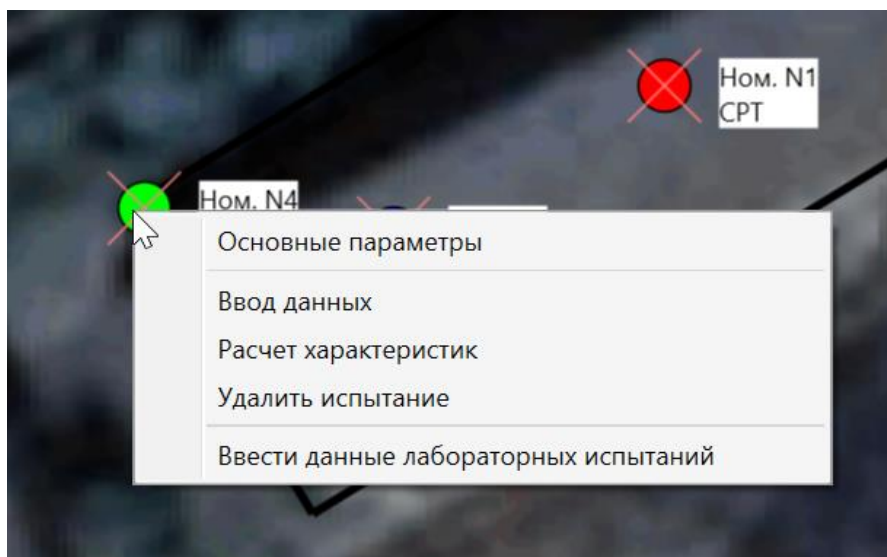 Ном. N1
CPT
Ном. N4
Основные параметры
Ввод данных
Расчет характеристик
Удалить испытание
Ввести данные лабораторных испытаний